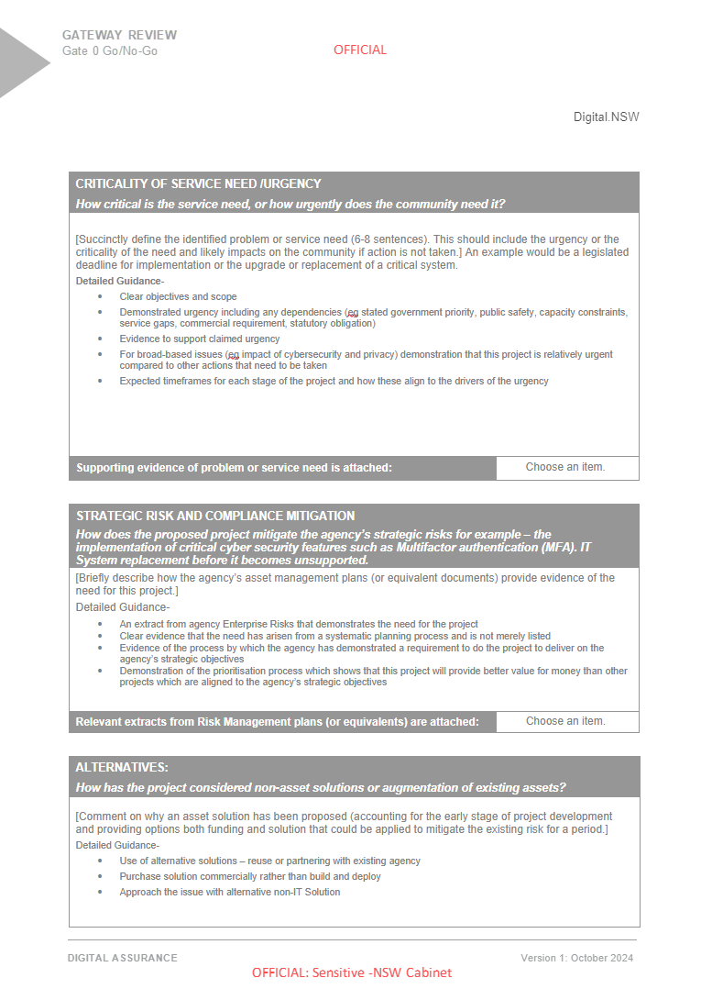 GATEWAY REVIEW
Gate 0 Go/No-Go
OFFICIAL
Digital.NSW
CRITICALITY OF SERVICE NEED /URGENCY
How critical is the service need, or how urgently does the community need it?
[Succinctly define the identified problem or service need (6-8 sentences). This should include the urgency or the
criticality of the need and likely impacts on the community if action is not taken.] An example would be a legislated
deadline for implementation or the upgrade or replacement of a critical system.
Detailed Guidance-
• Clear objectives and scope
• Demonstrated urgency including any dependencies (eg stated government priority, public safety, capacity constraints,
service gaps, commercial requirement, statutory obligation)
• Evidence to support claimed urgency
• For broad-based issues (eg impact of cybersecurity and privacy) demonstration that this project is relatively urgent
compared to other actions that need to be taken
• Expected timeframes for each stage of the project and how these align to the drivers of the urgency
Supporting evidence of problem or service need is attached:
Choose an item.
STRATEGIC RISK AND COMPLIANCE MITIGATION
How does the proposed project mitigate the agency's strategic risks for example – the
implementation of critical cyber security features such as Multifactor authentication (MFA). IT
System replacement before it becomes unsupported.
[Briefly describe how the agency's asset management plans (or equivalent documents) provide evidence of the
need for this project.]
Detailed Guidance-
• An extract from agency Enterprise Risks that demonstrates the need for the project
• Clear evidence that the need has arisen from a systematic planning process and is not merely listed
• Evidence of the process by which the agency has demonstrated a requirement to do the project to deliver on the
agency's strategic objectives
• Demonstration of the prioritisation process which shows that this project will provide better value for money than other
projects which are aligned to the agency's strategic objectives
Relevant extracts from Risk Management plans (or equivalents) are attached:
Choose an item.
ALTERNATIVES:
How has the project considered non-asset solutions or augmentation of existing assets?
[Comment on why an asset solution has been proposed (accounting for the early stage of project development
and providing options both funding and solution that could be applied to mitigate the existing risk for a period.]
Detailed Guidance-
• Use of alternative solutions – reuse or partnering with existing agency
• Purchase solution commercially rather than build and deploy
• Approach the issue with alternative non-IT Solution
DIGITAL ASSURANCE
Version 1: October 2024
OFFICIAL: Sensitive -NSW Cabinet